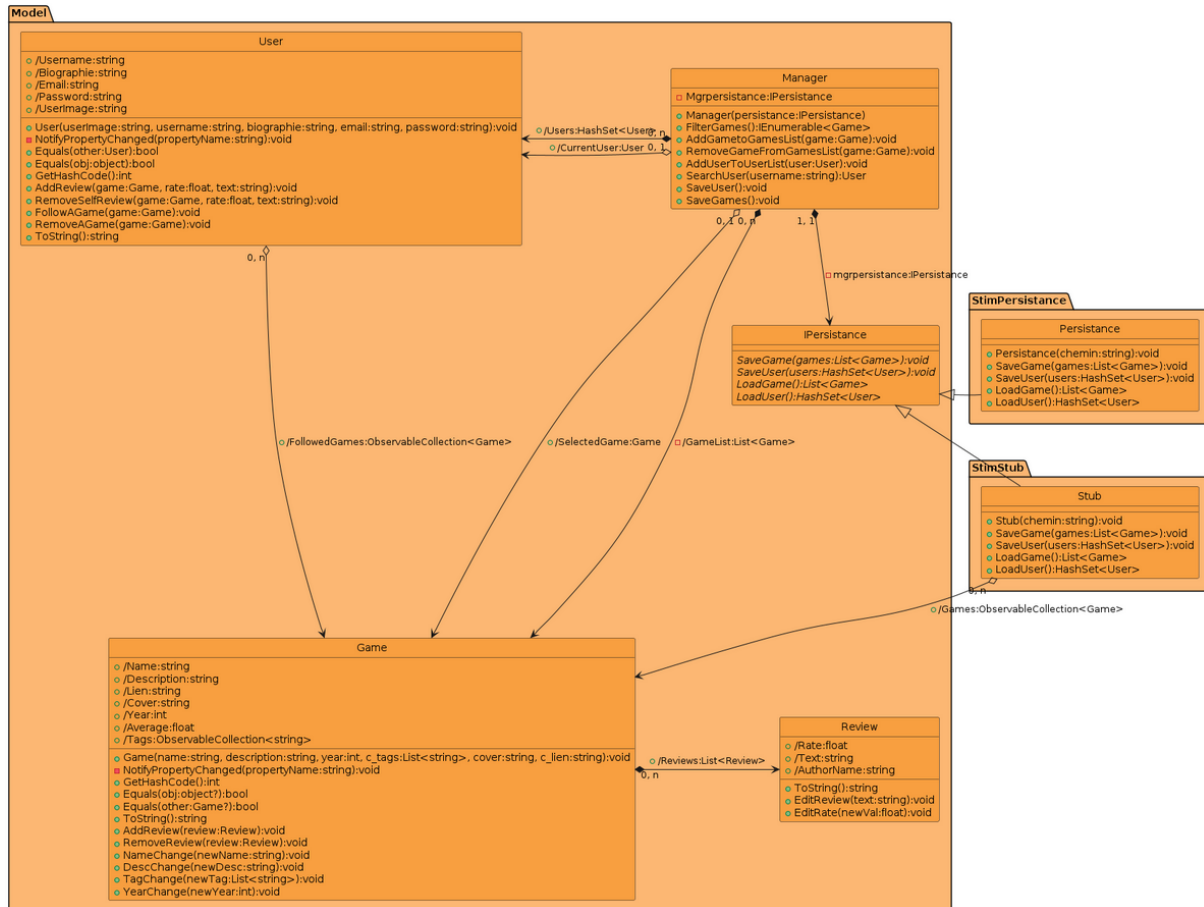 Model
User
/Username:string
/Biographie:string
/Email:string
/Password:string
/UserImage:string
User(userImage:string, username:string, biographie:string, email:string, password:string):void
NotifyPropertyChanged(propertyName:string):void
Equals(other:User):bool
Equals(obj:object):bool
GetHashCode():int
AddReview(game:Game, rate:float, text:string):void
RemoveSelfReview(game:Game, rate:float, text:string):void
FollowAGame(game:Game):void
RemoveAGame(game:Game):void
ToString():string
/Users:HashSet<User>
0, n
/CurrentUser:User
0, 1
Manager
Mgrpersistance:IPersistance
Manager(persistance:IPersistance)
FilterGames():IEnumerable<Game>
AddGametoGamesList(game:Game):void
RemoveGameFromGamesList(game:Game):void
AddUserToUserList(user:User):void
SearchUser(username:string):User
SaveUser():void
SaveGames():void
0, 1
0, n
1, 1
0, n
mgrpersistance:IPersistance
IPersistance
SaveGame(games:List<Game>):void
SaveUser(users:HashSet<User>):void
LoadGame():List<Game>
LoadUser():HashSet<User>
StimPersistance
Persistance
Persistance(chemin:string):void
SaveGame(games:List<Game>):void
SaveUser(users:HashSet<User>):void
LoadGame():List<Game>
LoadUser():HashSet<User>
/FollowedGames:ObservableCollection<Game>
/SelectedGame:Game
/GameList:List<Game>
StimStub
Stub
Stub(chemin:string):void
SaveGame(games:List<Game>):void
SaveUser(users:HashSet<User>):void
LoadGame():List<Game>
LoadUser():HashSet<User>
0, n
/Games:ObservableCollection<Game>
Game
/Name:string
/Description:string
/Lien:string
/Cover:string
/Year:int
/Average:float
/Tags:ObservableCollection<string>
Game(name:string, description:string, year:int, c_tags:List<string>, cover:string, c_lien:string):void
NotifyPropertyChanged(propertyName:string):void
GetHashCode():int
Equals(obj:object?):bool
Equals(other:Game?):bool
ToString():string
AddReview(review:Review):void
RemoveReview(review:Review):void
NameChange(newName:string):void
DescChange(newDesc:string):void
TagChange(newTag:List<string>):void
YearChange(newYear:int):void
/Reviews:List<Review>
0, n
Review
/Rate:float
/Text:string
/AuthorName:string
ToString():string
EditReview(text:string):void
EditRate(newVal:float):void